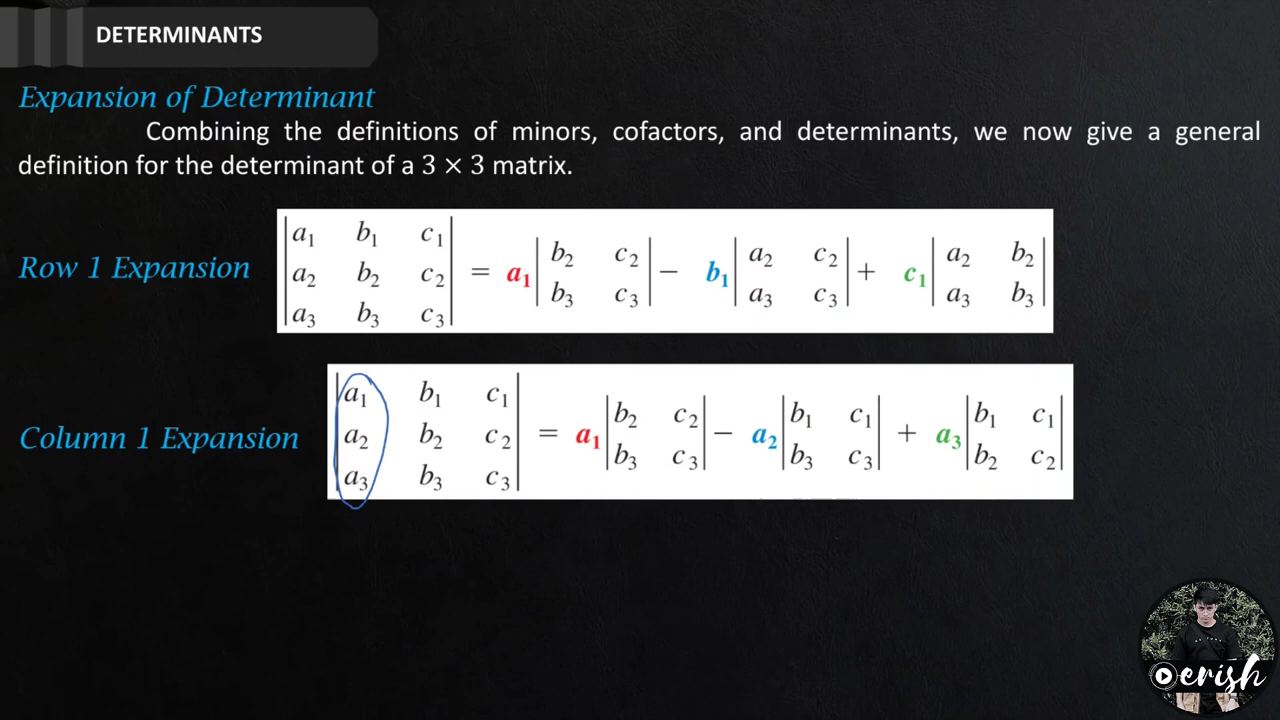 DETERMINANTS
Expansion of Determinant
Combining the definitions of minors, cofactors, and determinants, we now give a general
definition for the determinant of a 3 × 3 matrix.
Row 1 Expansion
|a₁ b₁ c₁|
|a₂ b₂ c₂| = a₁ |b₂ c₂| − b₁ |a₂ c₂| + c₁ |a₂ b₂|
|a₃ b₃ c₃| |b₃ c₃| |a₃ c₃| |a₃ b₃|
Column 1 Expansion
|a₁ b₁ c₁|
|a₂ b₂ c₂| = a₁ |b₂ c₂| − a₂ |b₁ c₁| + a₃ |b₁ c₁|
|a₃ b₃ c₃| |b₃ c₃| |b₃ c₃| |b₂ c₂|
erish